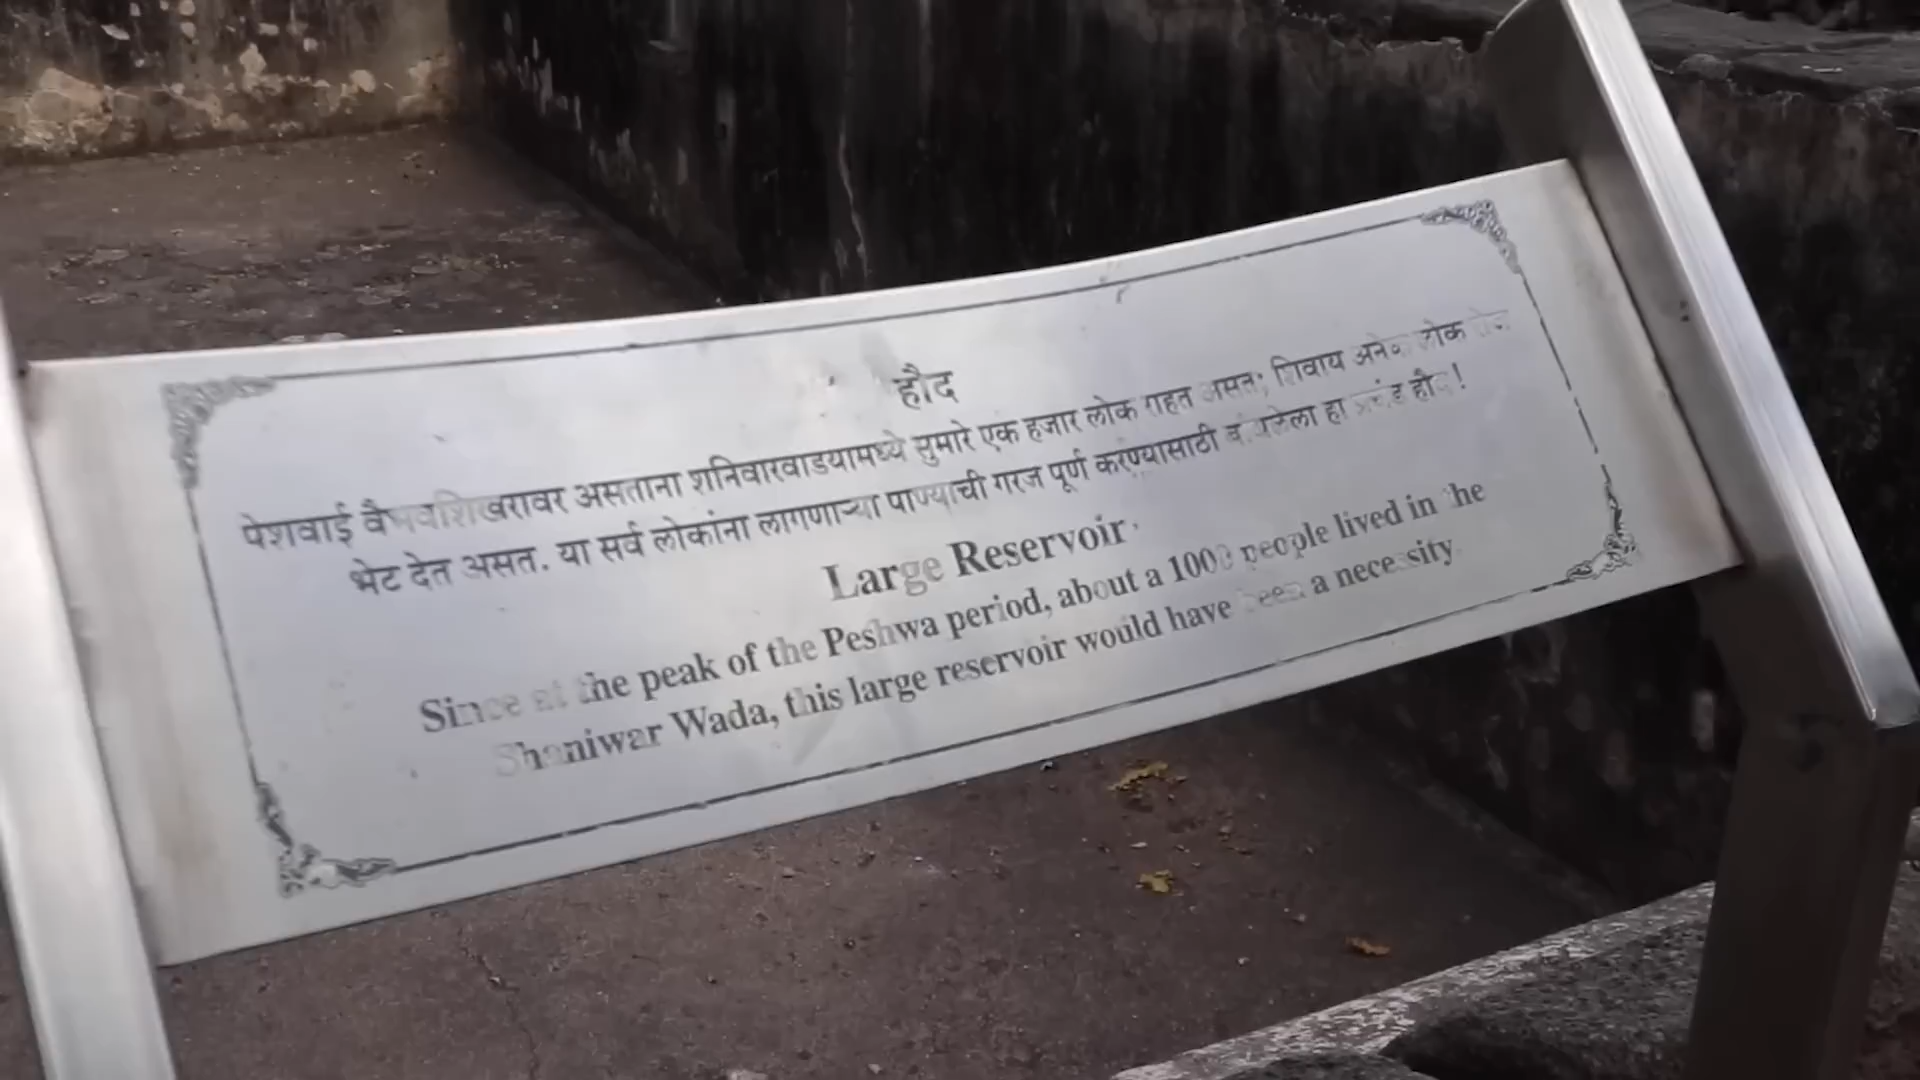 हौद
पेशवाई वैभवशिखरावर असताना शनिवारवाडयामध्ये सुमारे एक हजार लोक राहत असत; शिवाय अनेक लोक रोज
भेट देत असत. या सर्व लोकांना लागणाऱ्या पाण्याची गरज पूर्ण करण्यासाठी हा प्रचंड हौद !
Large Reservoir
Since at the peak of the Peshwa period, about a 1000 people lived in the
Shaniwar Wada, this large reservoir would have been a necessity